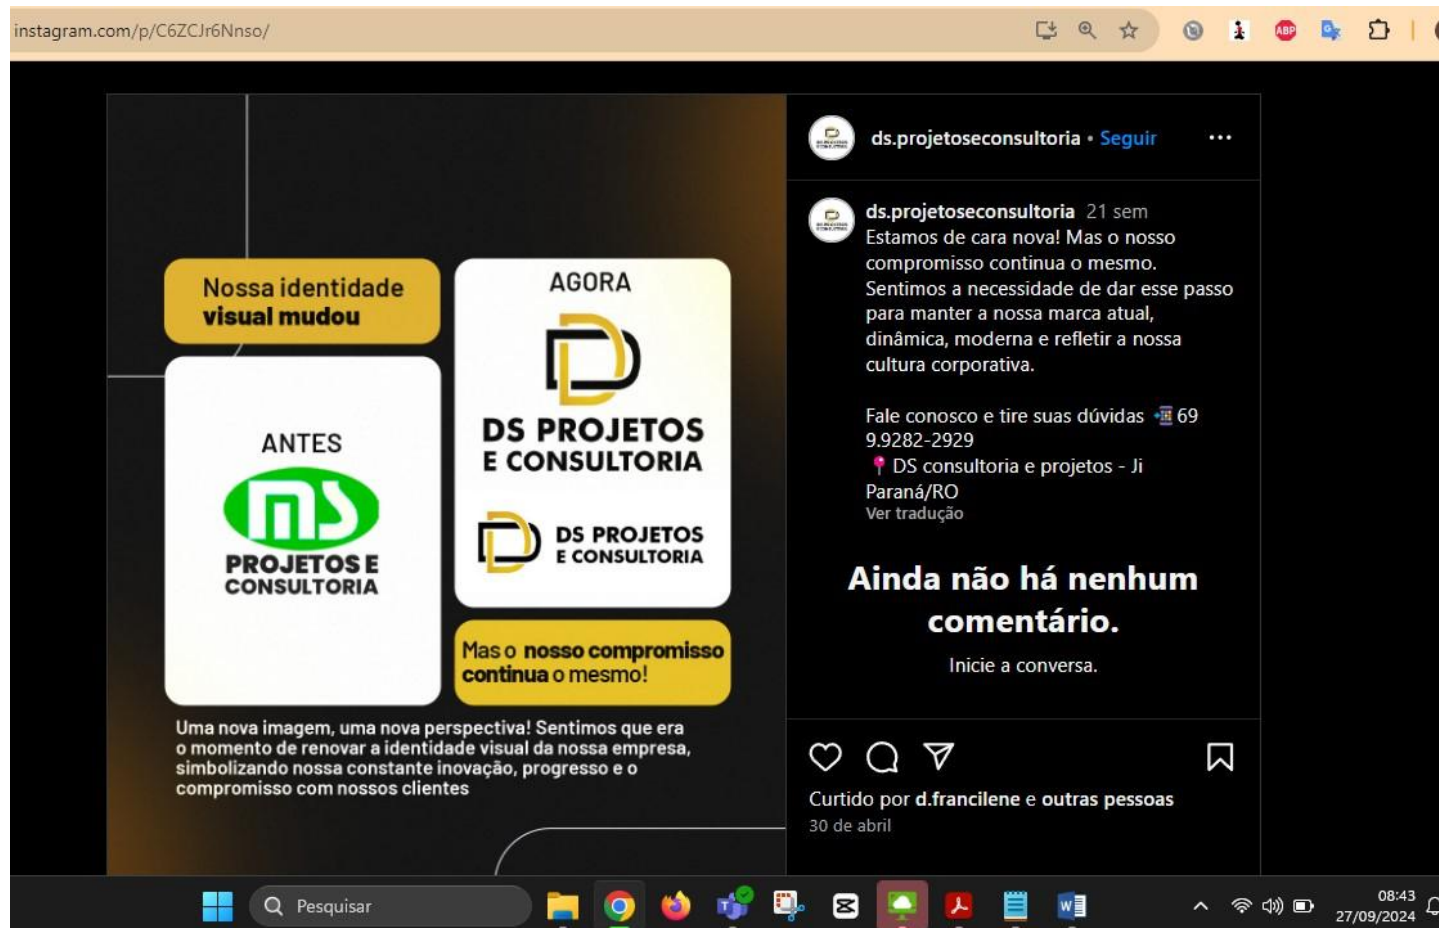 instagram.com/p/C6ZCJr6Nnso/
ABP
Nossa identidade
visual mudou
ANTES
ms
PROJETOS E
CONSULTORIA
AGORA
DS PROJETOS
E CONSULTORIA
DS PROJETOS
E CONSULTORIA
Mas o nosso compromisso
continua o mesmo!
Uma nova imagem, uma nova perspectiva! Sentimos que era
o momento de renovar a identidade visual da nossa empresa,
simbolizando nossa constante inovação, progresso e o
compromisso com nossos clientes
ds.projetoseconsultoria • Seguir
ds.projetoseconsultoria 21 sem
Estamos de cara nova! Mas o nosso
compromisso continua o mesmo.
Sentimos a necessidade de dar esse passo
para manter a nossa marca atual,
dinâmica, moderna e refletir a nossa
cultura corporativa.
Fale conosco e tire suas dúvidas 📲 69
9.9282-2929
📍 DS consultoria e projetos - Ji
Paraná/RO
Ver tradução
Ainda não há nenhum
comentário.
Inicie a conversa.
Curtido por d.francilene e outras pessoas
30 de abril
Pesquisar
08:43
27/09/2024